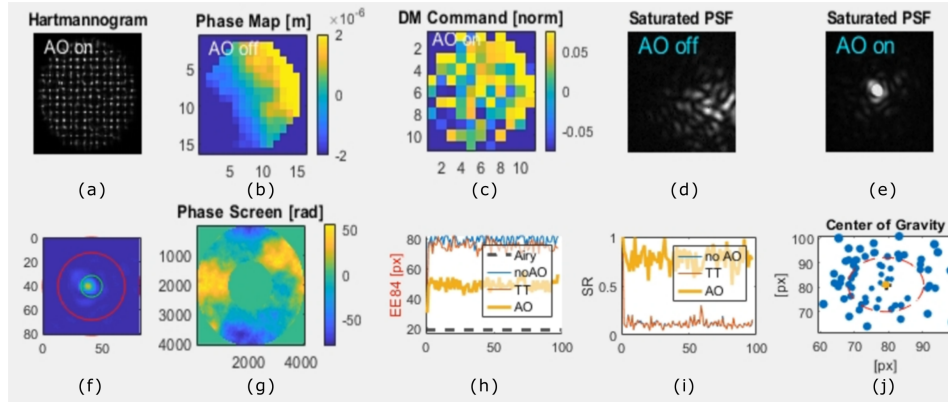 Hartmannogram
AO on
(a)
Phase Map [m]
×10⁻⁶
AO off
5
10
15
5 10 15
2
0
-2
(b)
DM Command [norm]
AO on
2
4
6
8
10
2 4 6 8 10
0.05
0
-0.05
(c)
Saturated PSF
AO off
(d)
Saturated PSF
AO on
(e)
0
20
40
60
80
0 50
(f)
Phase Screen [rad]
0
1000
2000
3000
4000
2000 4000
50
0
-50
(g)
EE84 [px]
80
60
40
20
0 50 100
Airy
noAO
TT
AO
(h)
SR
1
0.5
0
0 50 100
no AO
TT
AO
(i)
Center of Gravity
[px]
100
90
80
70
60 70 80 90
[px]
(j)